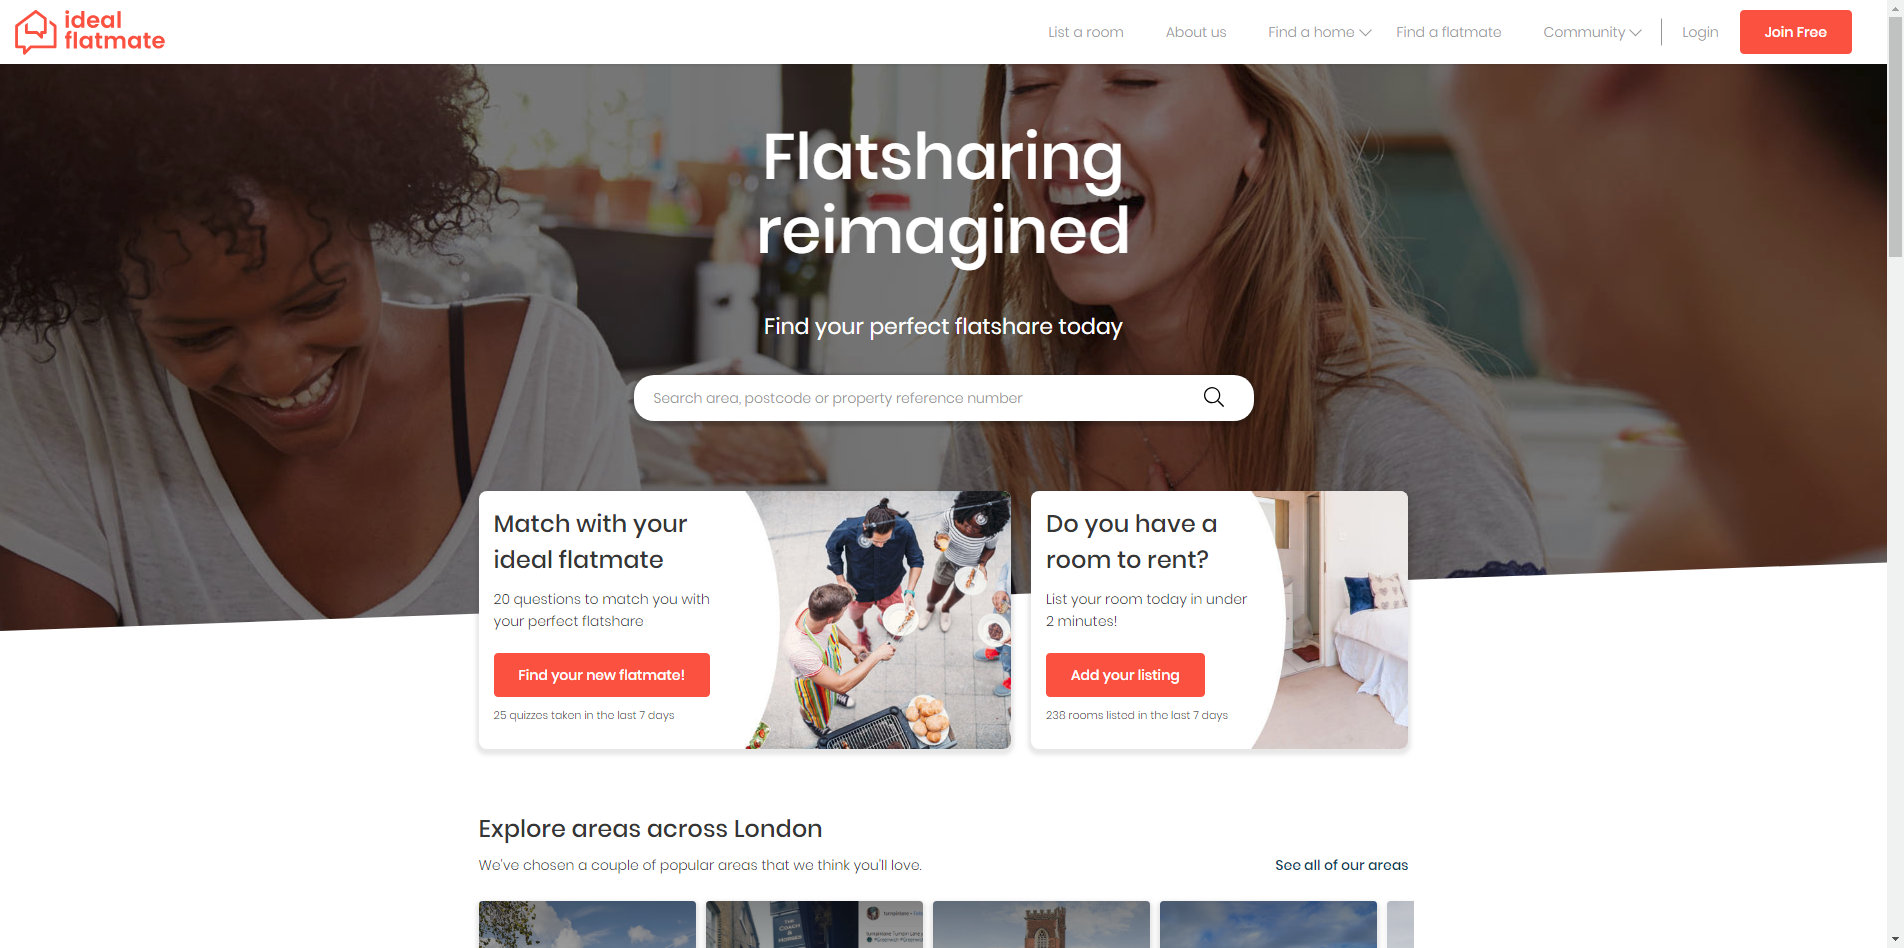 ideal
flatmate
List a room
About us
Find a home
Find a flatmate
Community
Login
Join Free
Flatsharing
reimagined
Find your perfect flatshare today
Search area, postcode or property reference number
Match with your
ideal flatmate
20 questions to match you with
your perfect flatshare
Find your new flatmate!
25 quizzes taken in the last 7 days
Do you have a
room to rent?
List your room today in under
2 minutes!
Add your listing
238 rooms listed in the last 7 days
Explore areas across London
We've chosen a couple of popular areas that we think you'll love.
See all of our areas
THE
COACH &
HORSES